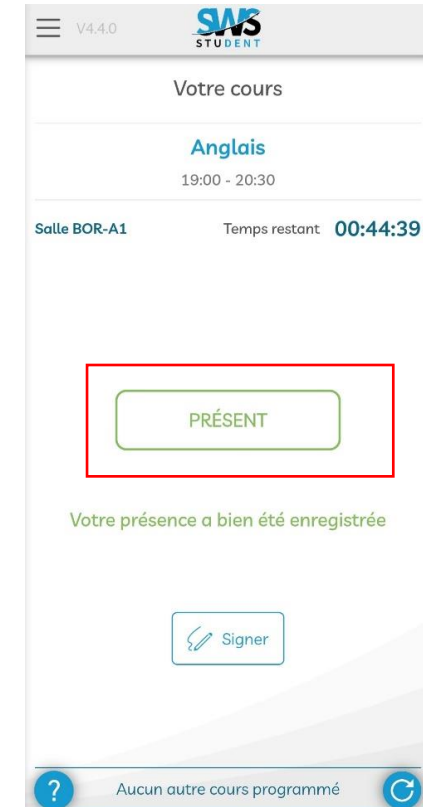 V4.4.0
SWS
STUDENT
Votre cours
Anglais
19:00 - 20:30
Salle BOR-A1 Temps restant 00:44:39
PRÉSENT
Votre présence a bien été enregistrée
Signer
? Aucun autre cours programmé